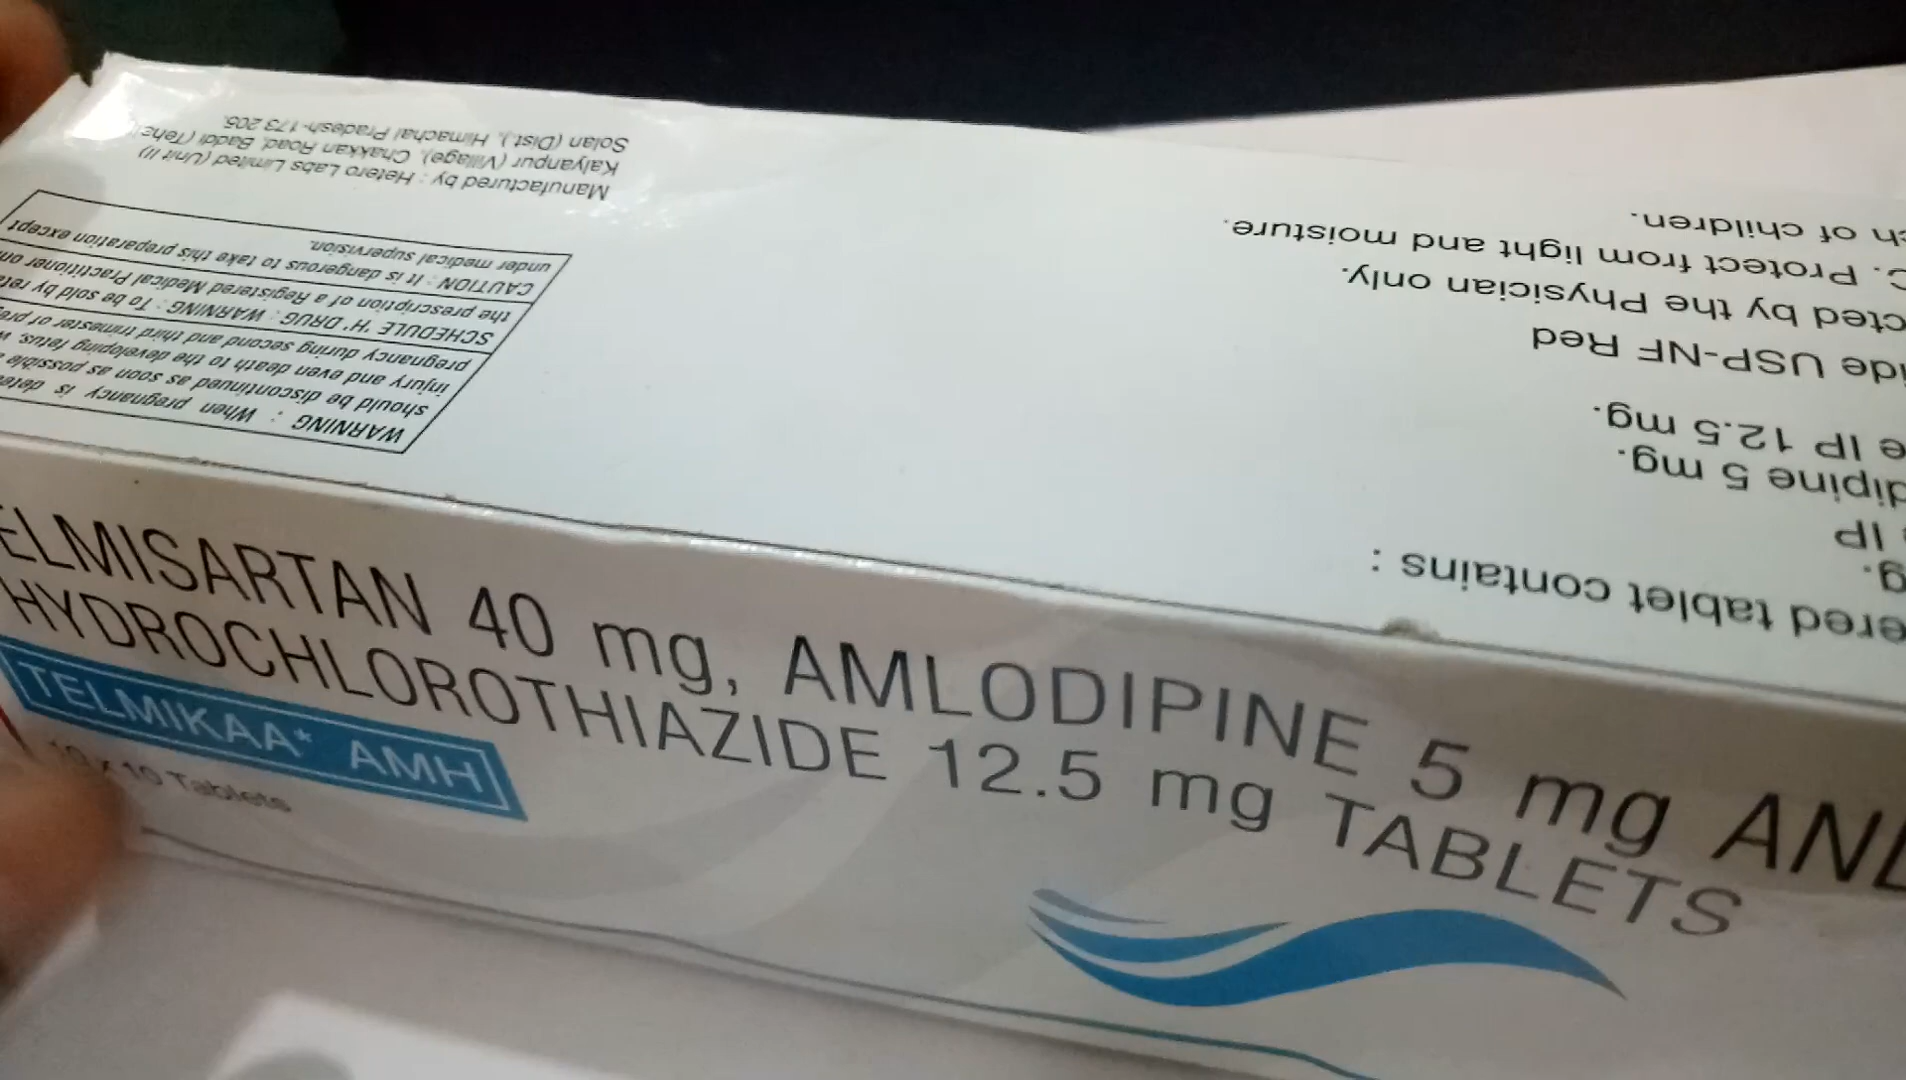 ELMISARTAN 40 mg, AMLODIPINE 5 mg AND
HYDROCHLOROTHIAZIDE 12.5 mg TABLETS
TELMIKAA* AMH
10 x 10 Tablets
ered tablet contains :
g.
IP
dipine 5 mg.
e IP 12.5 mg.
ide USP-NF Red
cted by the Physician only.
C. Protect from light and moisture.
ch of children.
WARNING : When pregnancy is dete
should be discontinued as soon as possible
injury and even death to the developing fetus,
pregnancy during second and third trimester of pre
SCHEDULE 'H' DRUG : WARNING : To be sold by reta
the prescription of a Registered Medical Practitioner on
CAUTION : It is dangerous to take this preparation except
under medical supervision.
Manufactured by : Hetero Labs Limited (Unit II)
Kalyanpur (Village), Chakkan Road, Baddi (Teh
Solan (Dist.), Himachal Pradesh-173 205.